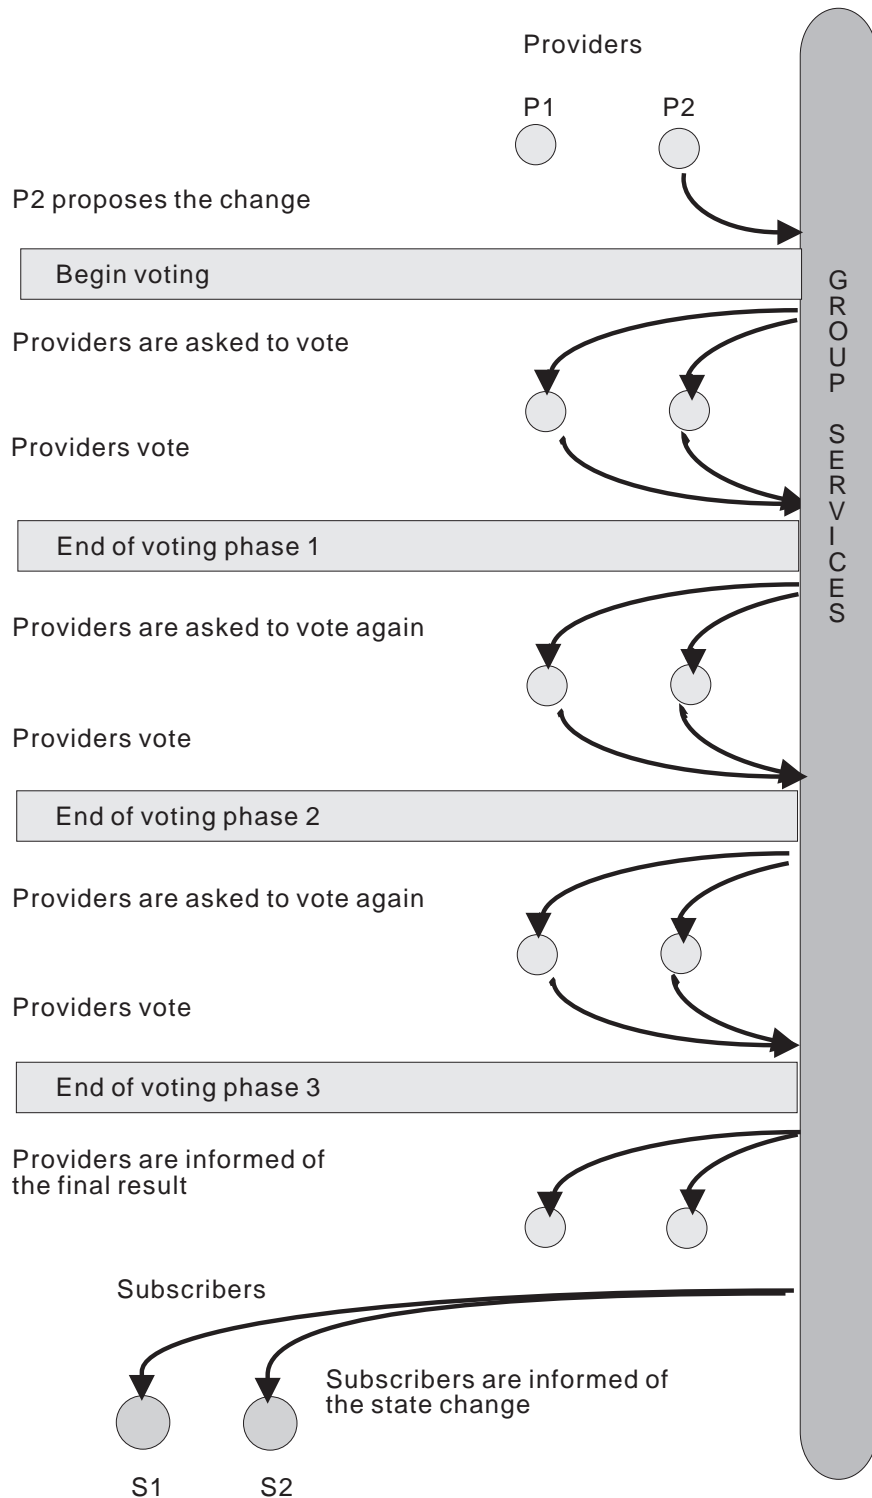 Providers
P1 P2
P2 proposes the change
Begin voting
GROUP SERVICES
Providers are asked to vote
Providers vote
End of voting phase 1
Providers are asked to vote again
Providers vote
End of voting phase 2
Providers are asked to vote again
Providers vote
End of voting phase 3
Providers are informed of
the final result
Subscribers
Subscribers are informed of
the state change
S1 S2